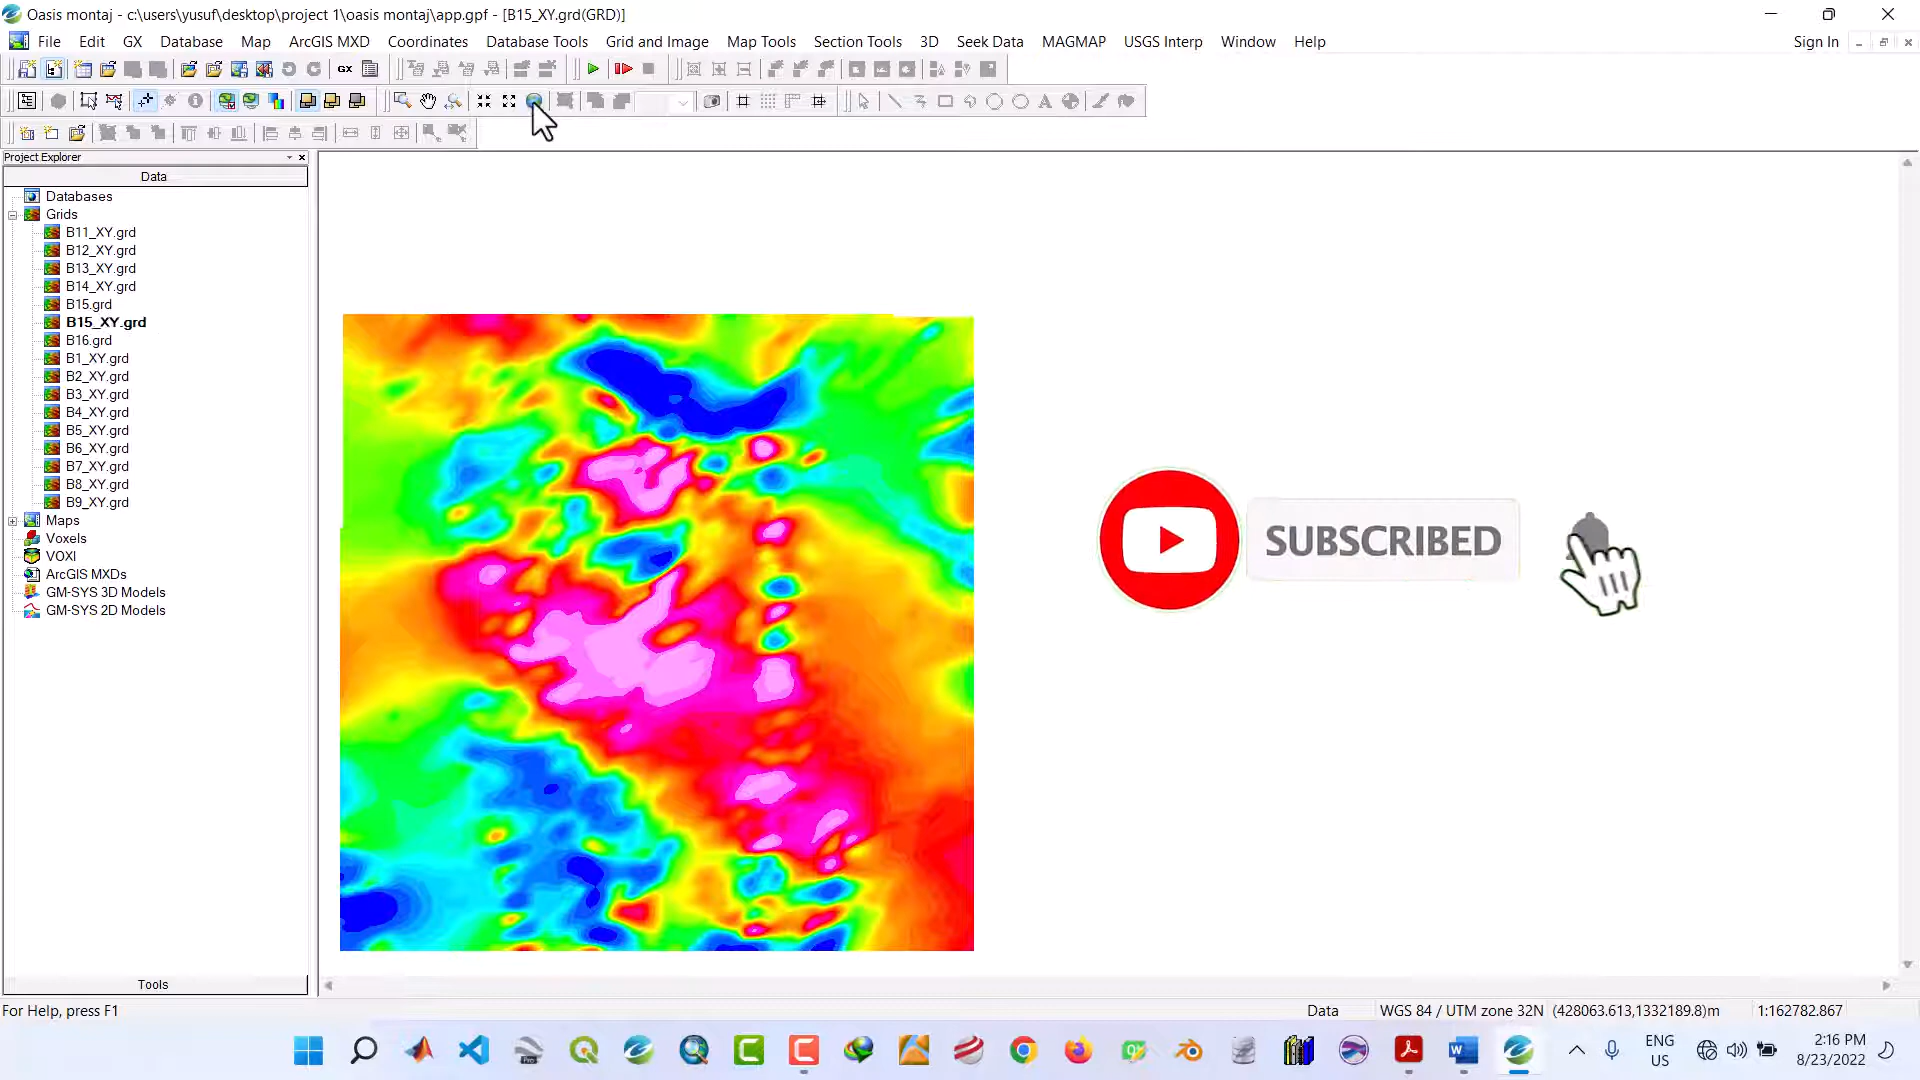 Oasis montaj - c:\users\yusuf\desktop\project 1\oasis montaj\app.gpf - [B15_XY.grd(GRD)]
File Edit GX Database Map ArcGIS MXD Coordinates Database Tools Grid and Image Map Tools Section Tools 3D Seek Data MAGMAP USGS Interp Window Help Sign In
GX
Project Explorer
Data
Databases
Grids
B11_XY.grd
B12_XY.grd
B13_XY.grd
B14_XY.grd
B15.grd
B15_XY.grd
B16.grd
B1_XY.grd
B2_XY.grd
B3_XY.grd
B4_XY.grd
B5_XY.grd
B6_XY.grd
B7_XY.grd
B8_XY.grd
B9_XY.grd
Maps
Voxels
VOXI
ArcGIS MXDs
GM-SYS 3D Models
GM-SYS 2D Models
SUBSCRIBED
Tools
For Help, press F1 Data WGS 84 / UTM zone 32N (428063.613,1332189.8)m 1:162782.867
ENG
US
2:16 PM
8/23/2022